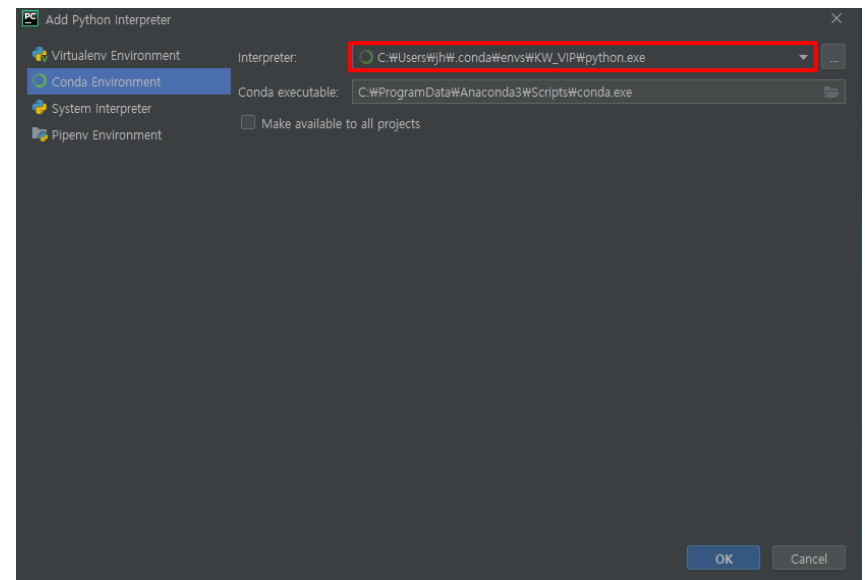 PC Add Python Interpreter
Virtualenv Environment
Conda Environment
System Interpreter
Pipenv Environment
Interpreter: C:₩Users₩jh₩.conda₩envs₩KW_VIP₩python.exe ...
Conda executable: C:₩ProgramData₩Anaconda3₩Scripts₩conda.exe
Make available to all projects
OK Cancel